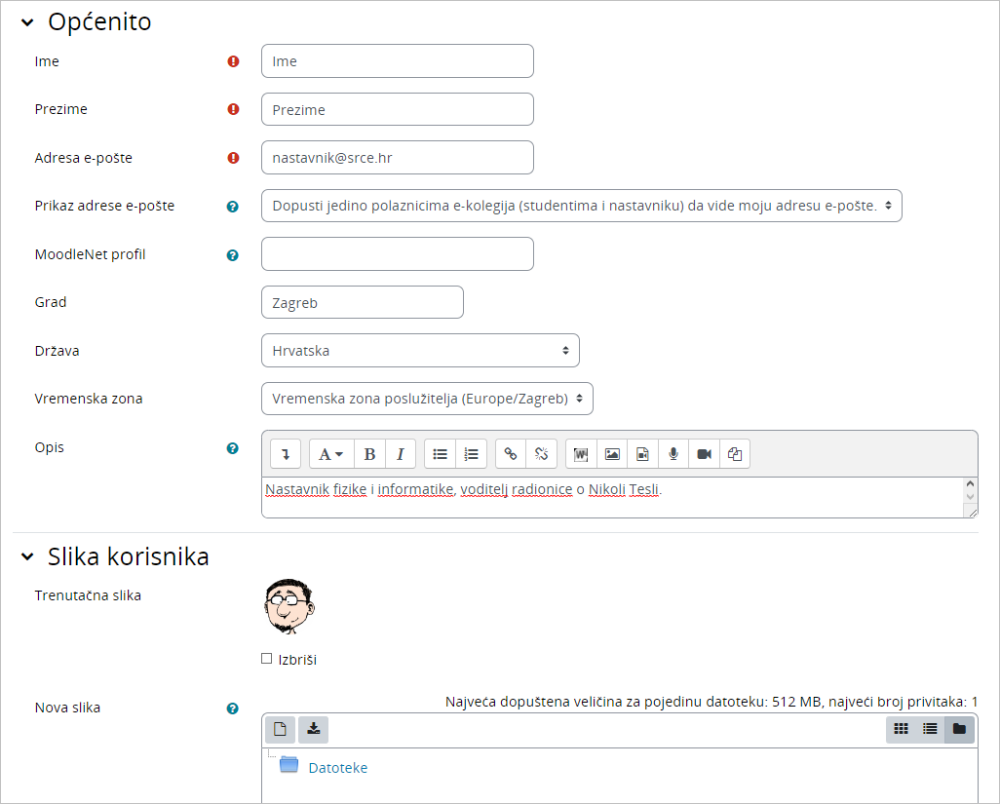 Općenito
Ime
Ime
Prezime
Prezime
Adresa e-pošte
nastavnik@srce.hr
Prikaz adrese e-pošte
Dopusti jedino polaznicima e-kolegija (studentima i nastavniku) da vide moju adresu e-pošte.
MoodleNet profil
Grad
Zagreb
Država
Hrvatska
Vremenska zona
Vremenska zona poslužitelja (Europe/Zagreb)
Opis
A B I
Nastavnik fizike i informatike, voditelj radionice o Nikoli Tesli.
Slika korisnika
Trenutačna slika
Izbriši
Nova slika
Najveća dopuštena veličina za pojedinu datoteku: 512 MB, najveći broj privitaka: 1
Datoteke